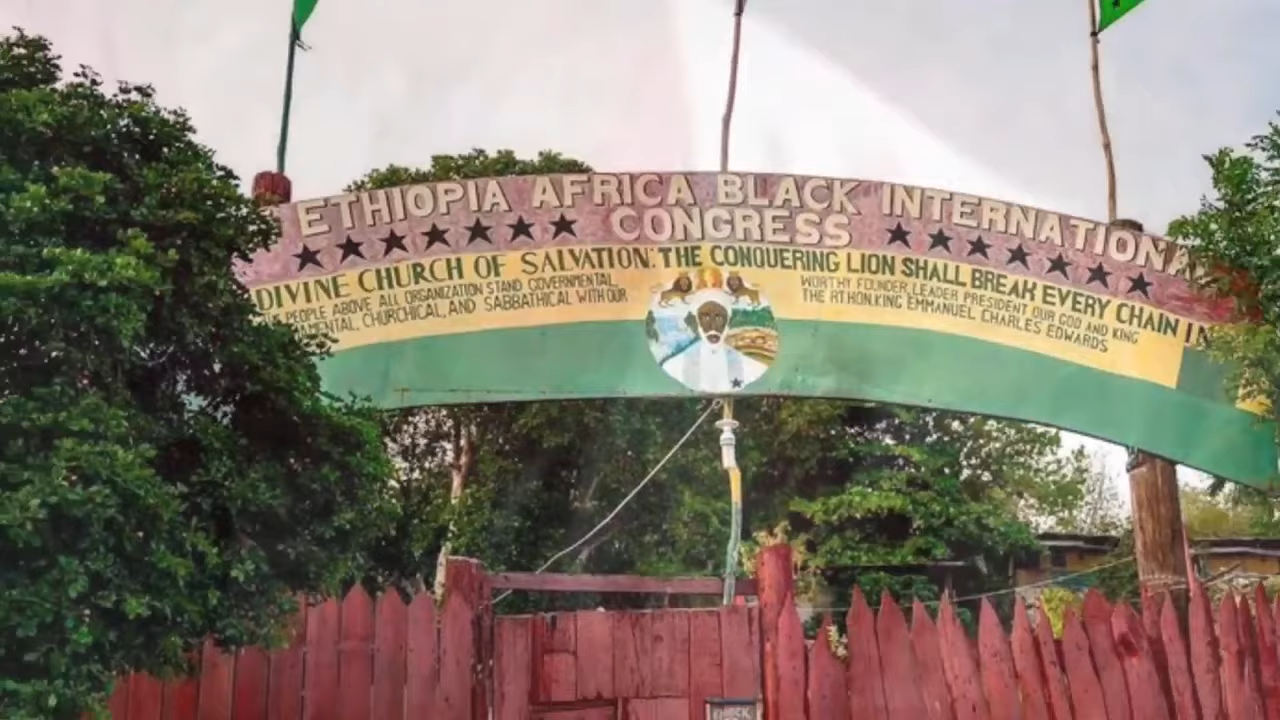 ETHIOPIA AFRICA BLACK INTERNATIONAL
CONGRESS
DIVINE CHURCH OF SALVATION: THE CONQUERING LION SHALL BREAK EVERY CHAIN IN
PEOPLE ABOVE ALL ORGANIZATION STAND GOVERNMENTAL,
CHURCHICAL, AND SABBATHICAL WITH OUR
WORTHY FOUNDER, LEADER PRESIDENT OUR GOD AND KING
THE RT HON. KING EMMANUEL CHARLES EDWARDS